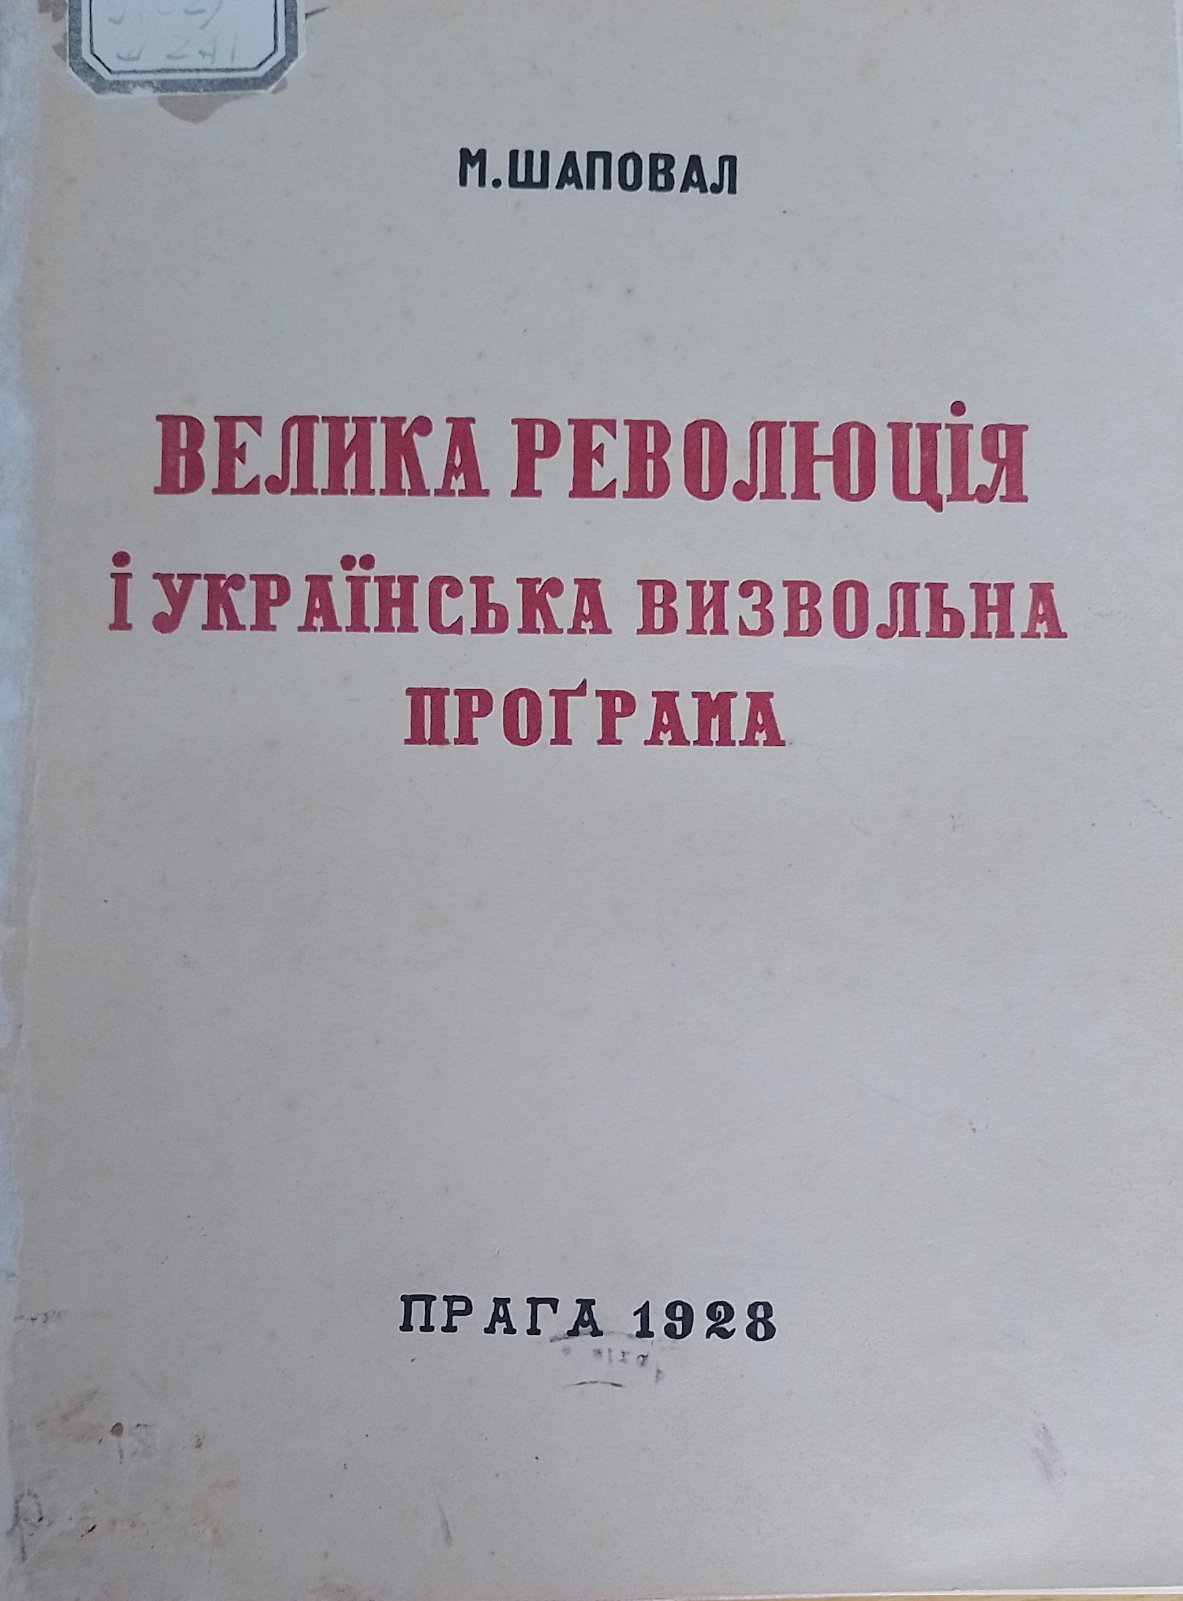 М. ШАПОВАЛ
ВЕЛИКА РЕВОЛЮЦІЯ
І УКРАЇНСЬКА ВИЗВОЛЬНА
ПРОҐРАМА
ПРАГА 1928